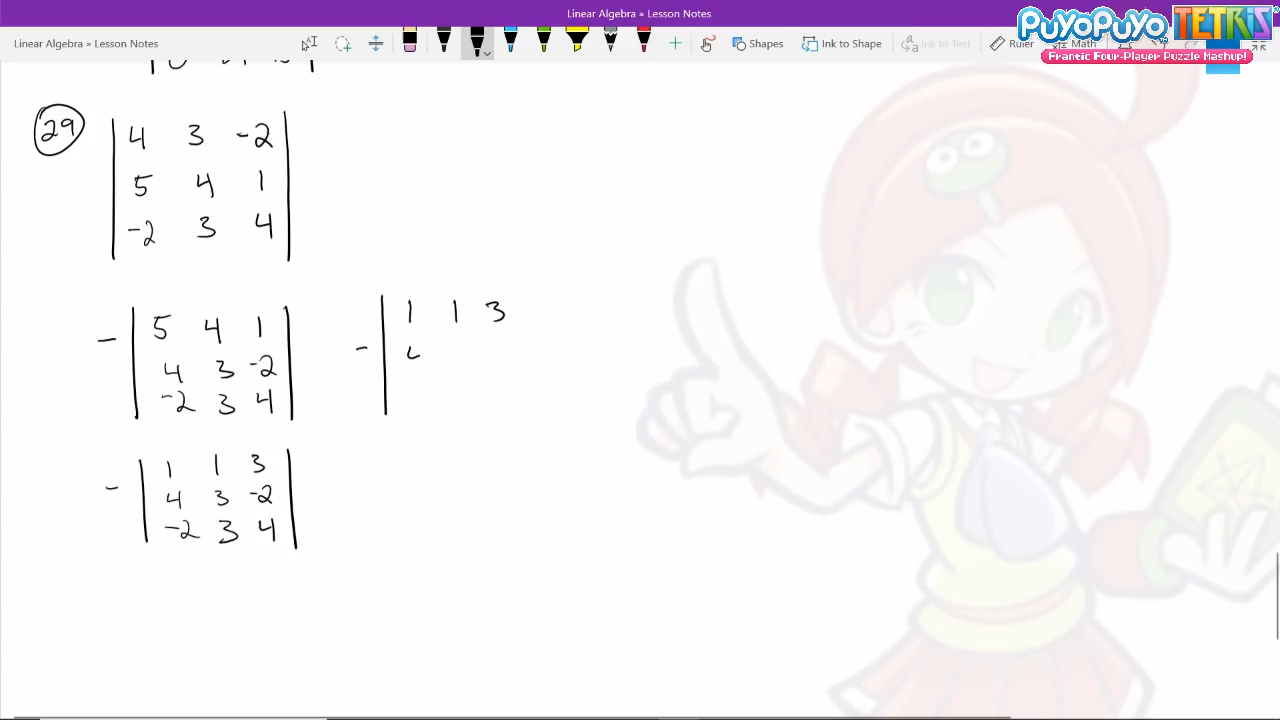 Linear Algebra » Lesson Notes
PuyoPuyo TETRIS
Frantic Four-Player Puzzle Mashup!
Linear Algebra » Lesson Notes
Shapes
Ink to Shape
Ink to Text
Ruler
Math
29
4 3 -2
5 4 1
-2 3 4
- 5 4 1
4 3 -2
-2 3 4
- 1 1 3
- 1 1 3
4 3 -2
-2 3 4